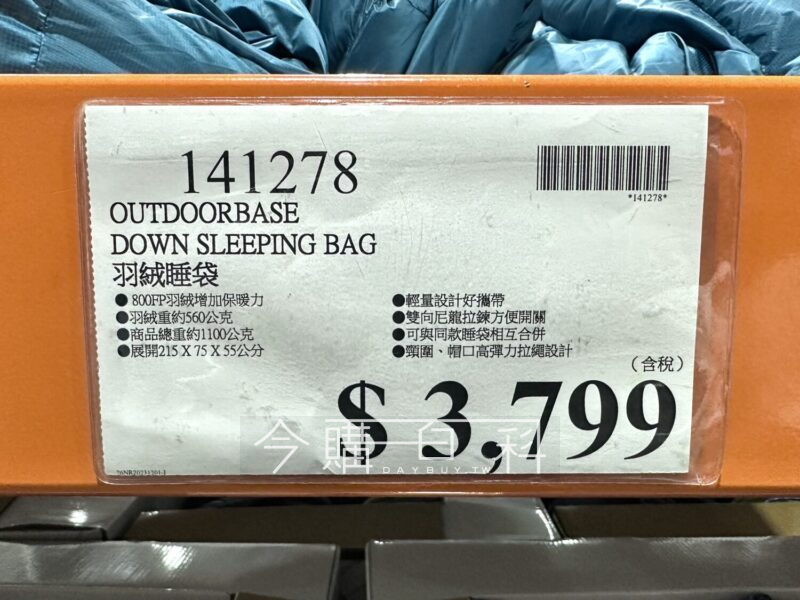 141278
*141278*
OUTDOORBASE
DOWN SLEEPING BAG
羽絨睡袋
● 800FP羽絨增加保暖力
●羽絨重約560公克
●商品總重約1100公克
●展開215 X 75 X 55公分
●輕量設計好攜帶
●雙向尼龍拉鍊方便開關
●可與同款睡袋相互合併
●頸圍、帽口高彈力拉繩設計
(含稅)
$ 3,799
今購百科
DAYBUY.TW